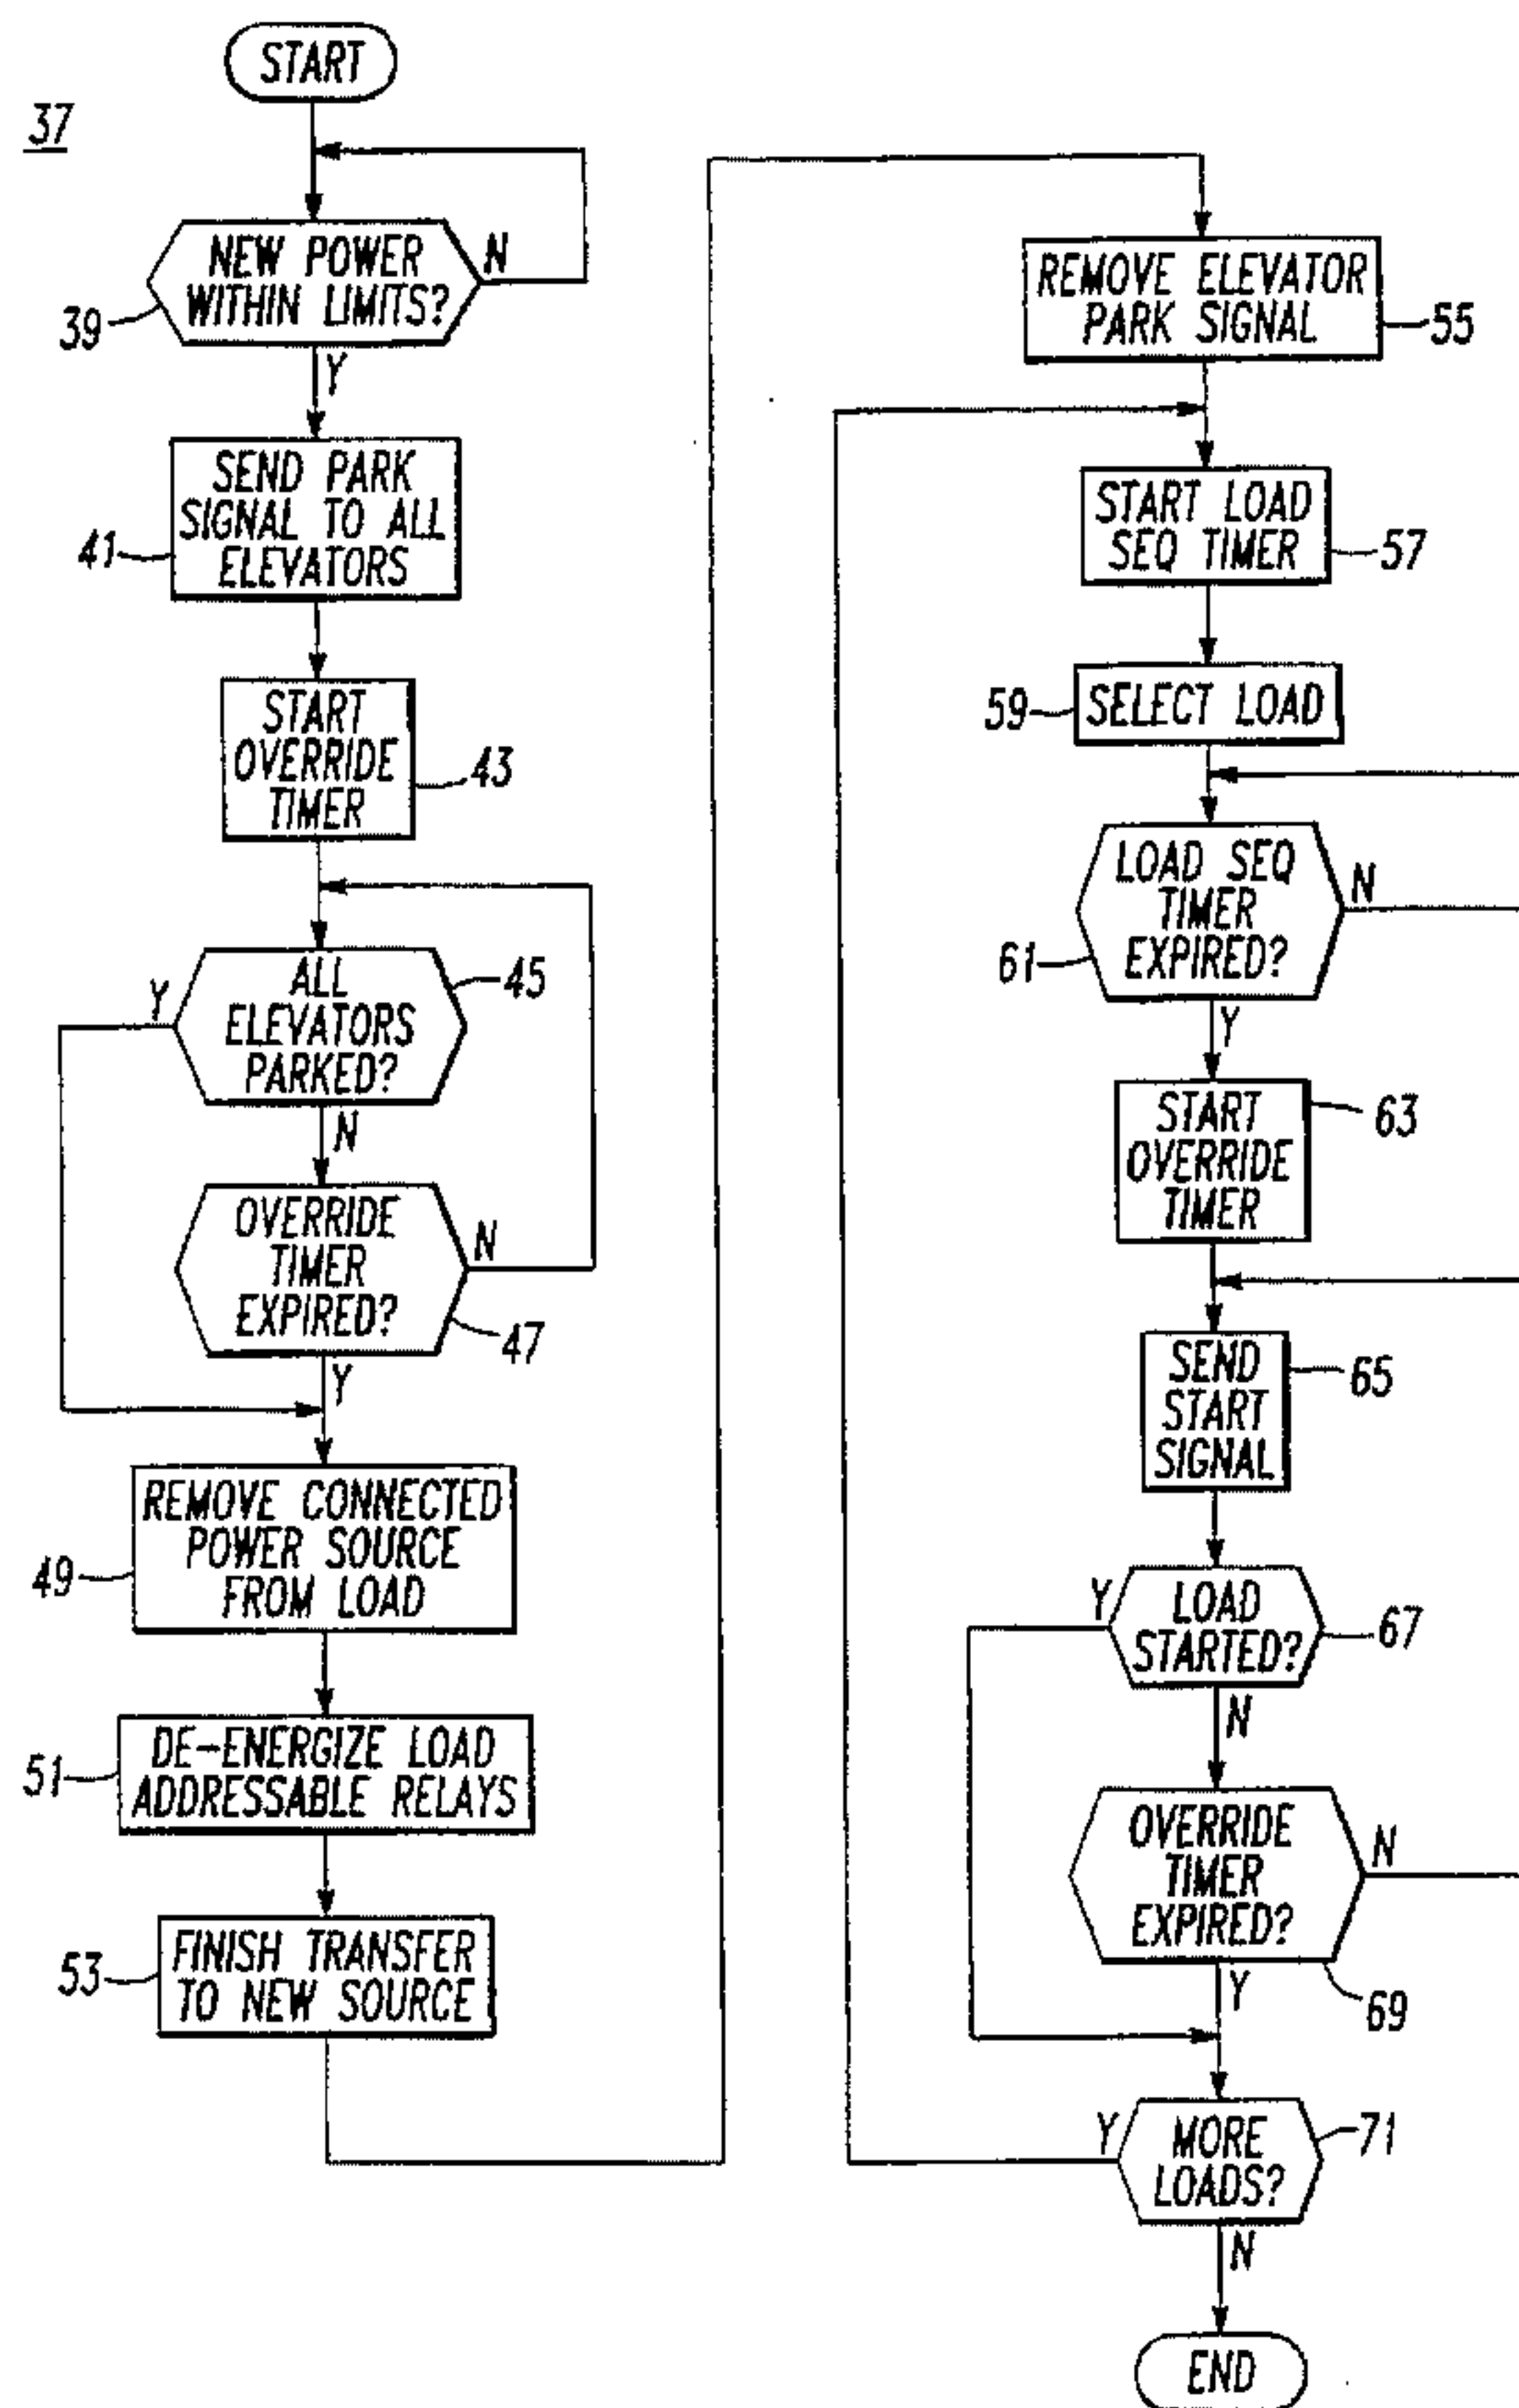 START
37
NEW POWER
WITHIN LIMITS?
N
39
Y
SEND PARK
SIGNAL TO ALL
ELEVATORS
41
START
OVERRIDE
TIMER
43
ALL
ELEVATORS
PARKED?
45
Y
N
OVERRIDE
TIMER
EXPIRED?
N
47
Y
REMOVE CONNECTED
POWER SOURCE
FROM LOAD
49
DE-ENERGIZE LOAD
ADDRESSABLE RELAYS
51
FINISH TRANSFER
TO NEW SOURCE
53
REMOVE ELEVATOR
PARK SIGNAL
55
START LOAD
SEQ TIMER
57
59
SELECT LOAD
LOAD SEQ
TIMER
EXPIRED?
N
61
Y
START
OVERRIDE
TIMER
63
SEND
START
SIGNAL
65
Y
LOAD
STARTED?
67
N
OVERRIDE
TIMER
EXPIRED?
N
69
Y
Y
MORE
LOADS?
71
N
END